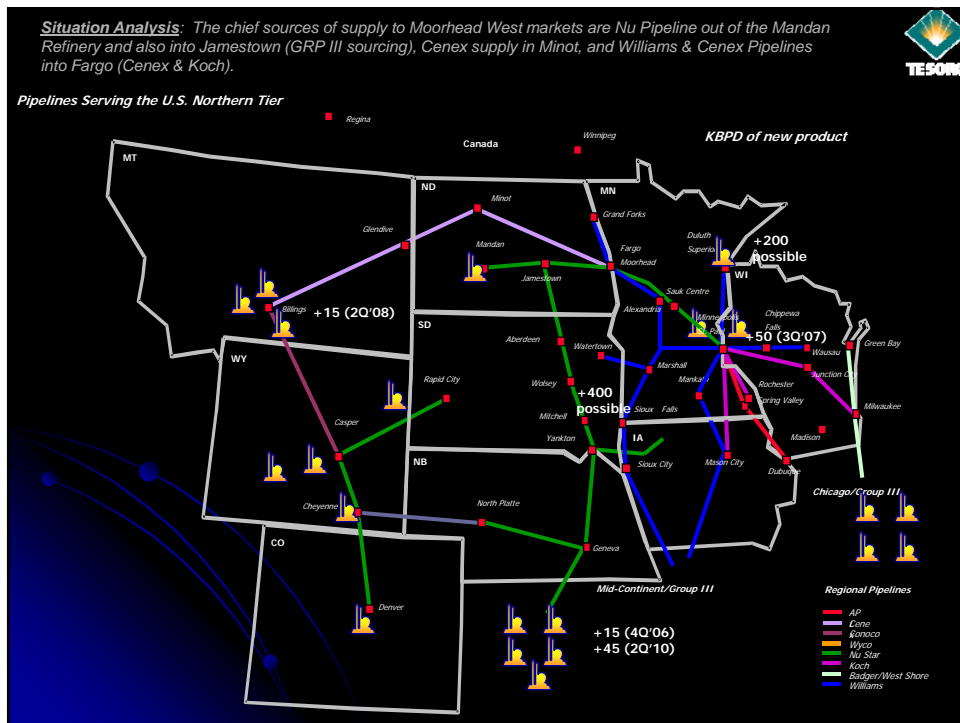 Situation Analysis: The chief sources of supply to Moorhead West markets are Nu Pipeline out of the Mandan
Refinery and also into Jamestown (GRP III sourcing), Cenex supply in Minot, and Williams & Cenex Pipelines
into Fargo (Cenex & Koch).
TESORO
Pipelines Serving the U.S. Northern Tier
Regina
Winnipeg
KBPD of new product
Canada
MT
ND
MN
Minot
Grand Forks
Glendive
Mandan
Fargo
Moorhead
Duluth
Superior
+200
possible
WI
Jamestown
Sauk Centre
Alexandria
Billings
+15 (2Q'08)
SD
Minneapolis
St. Paul
Chippewa
Falls
+50 (3Q'07)
Green Bay
Wausau
Aberdeen
Watertown
WY
Marshall
Junction City
Rapid City
Wolsey
Mankato
Rochester
Spring Valley
+400
possible
Mitchell
Sioux Falls
Milwaukee
Casper
Yankton
IA
Madison
NB
Sioux City
Mason City
Dubuque
Chicago/Group III
Cheyenne
North Platte
CO
Geneva
Mid-Continent/Group III
Denver
+15 (4Q'06)
+45 (2Q'10)
Regional Pipelines
AP
Cene
Conoco
Wyco
Nu Star
Koch
Badger/West Shore
Williams